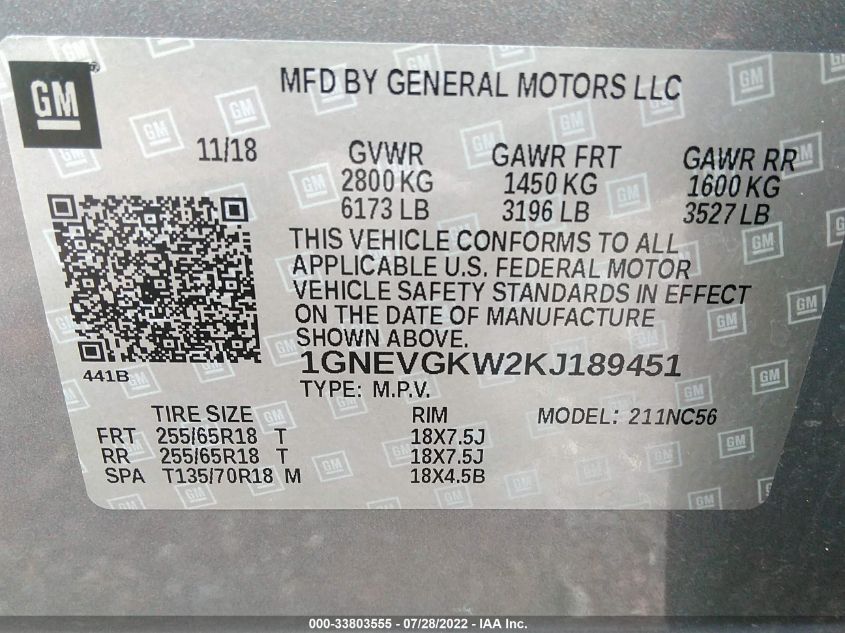 GM
MFD BY GENERAL MOTORS LLC
11/18 GVWR GAWR FRT GAWR RR
2800 KG 1450 KG 1600 KG
6173 LB 3196 LB 3527 LB
THIS VEHICLE CONFORMS TO ALL
APPLICABLE U.S. FEDERAL MOTOR
VEHICLE SAFETY STANDARDS IN EFFECT
ON THE DATE OF MANUFACTURE
SHOWN ABOVE.
1GNEVGKW2KJ189451
441B
TYPE: M.P.V.
TIRE SIZE RIM MODEL: 211NC56
FRT 255/65R18 T 18X7.5J
RR 255/65R18 T 18X7.5J
SPA T135/70R18 M 18X4.5B
000-33803555 / 07/28/2022 - IAA Inc.